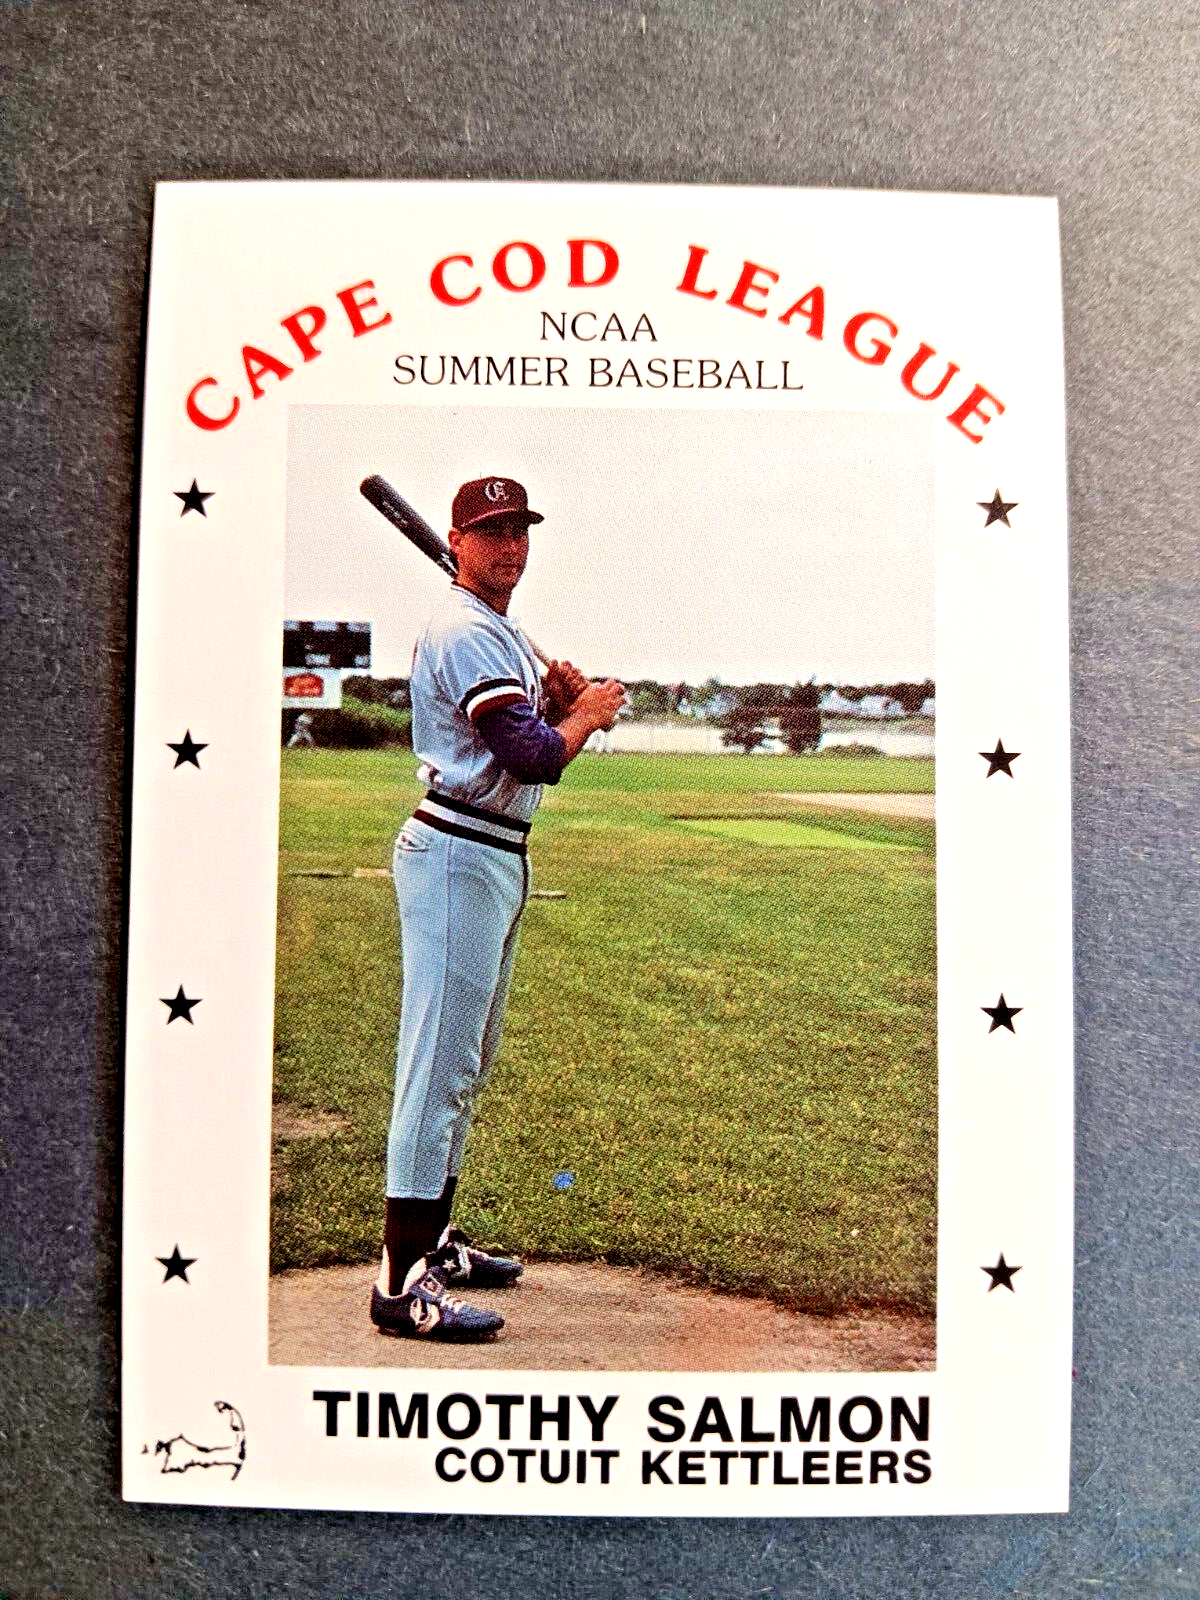 CAPE COD LEAGUE
NCAA
SUMMER BASEBALL
TIMOTHY SALMON
COTUIT KETTLEERS